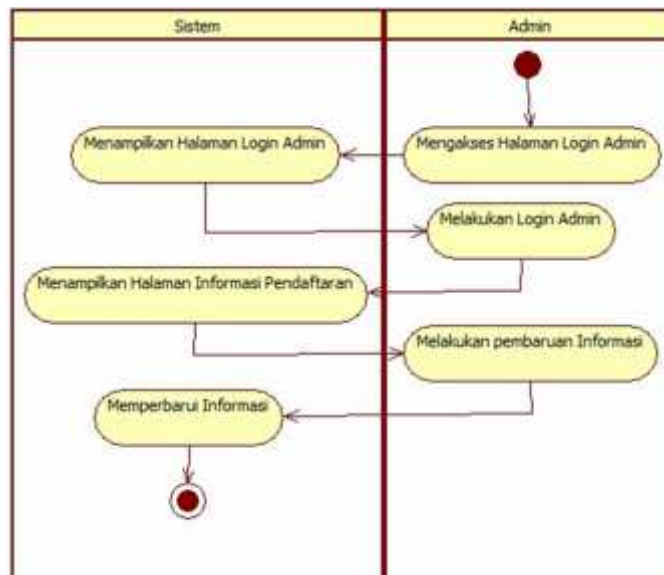 Sistem
Admin
Menampilkan Halaman Login Admin
Mengakses Halaman Login Admin
Melakukan Login Admin
Menampilkan Halaman Informasi Pendaftaran
Melakukan pembaruan Informasi
Memperbarui Informasi